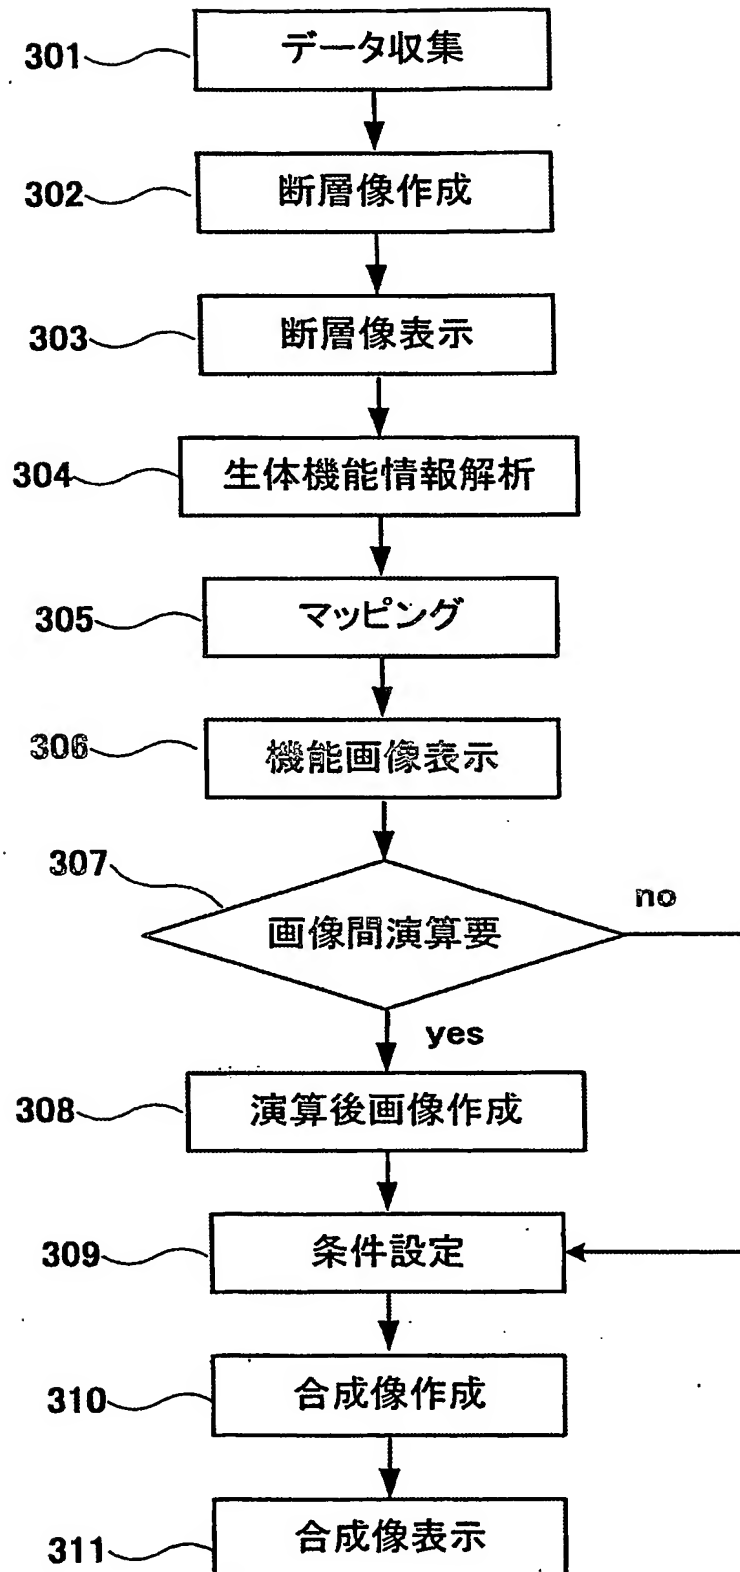 301 データ収集
302 断層像作成
303 断層像表示
304 生体機能情報解析
305 マッピング
306 機能画像表示
307 画像間演算要
no
yes
308 演算後画像作成
309 条件設定
310 合成像作成
311 合成像表示